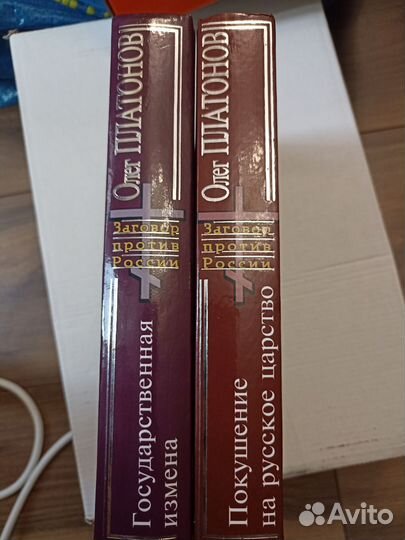 Олег ПЛАТОНОВ
Заговор
против
России
Государственная
измена
Олег ПЛАТОНОВ
Заговор
против
России
Покушение
на русское царство
Avito